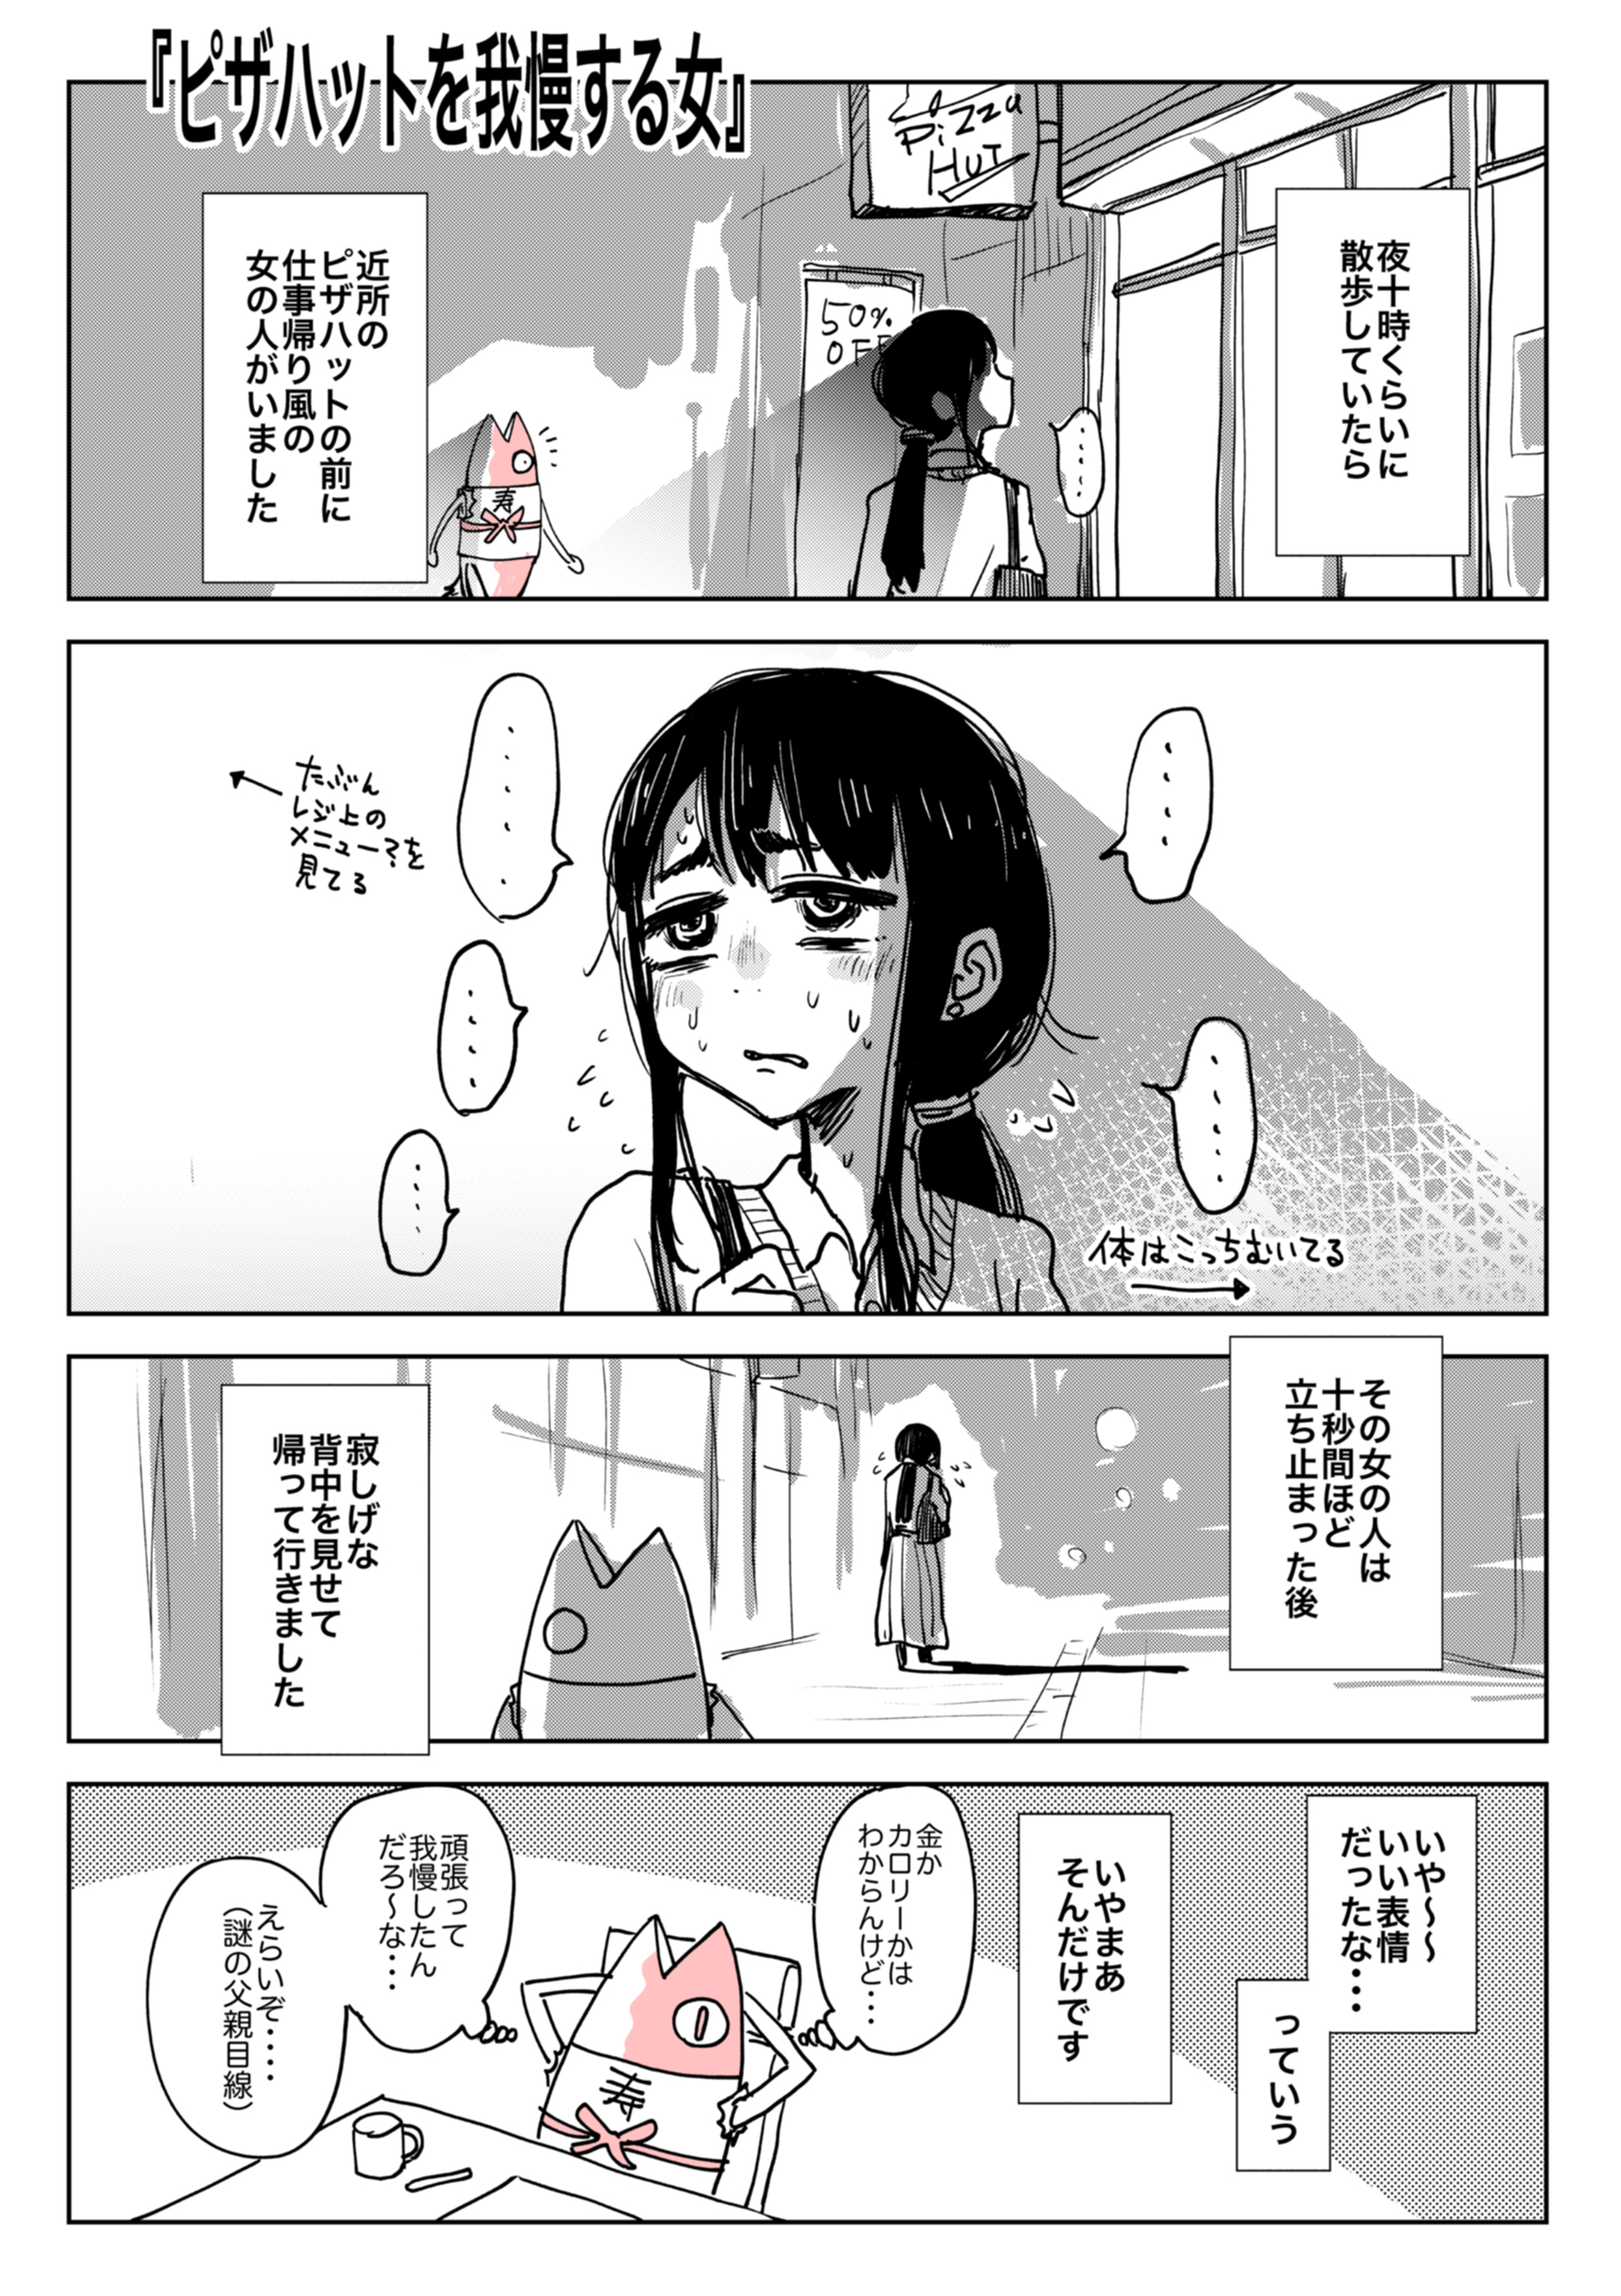 『ピザハットを我慢する女』
夜十時くらいに
散歩していたら
Pizza
HUT
50%
OFF
‥‥
近所の
ピザハットの前に
仕事帰り風の
女の人がいました
寿
‥‥
‥‥
‥‥
‥‥
‥‥
たぶん
レジ上の
メニュー?を
見てる
体はこっちむいてる
その女の人は
十秒間ほど
立ち止まった後
寂しげな
背中を見せて
帰って行きました
いや〜〜
いい表情
だったな‥‥
っていう
いやまあ
そんだけです
金か
カロリーかは
わからんけど‥‥
頑張って
我慢したん
だろ〜な‥‥
えらいぞ‥‥
(謎の父親目線)
寿